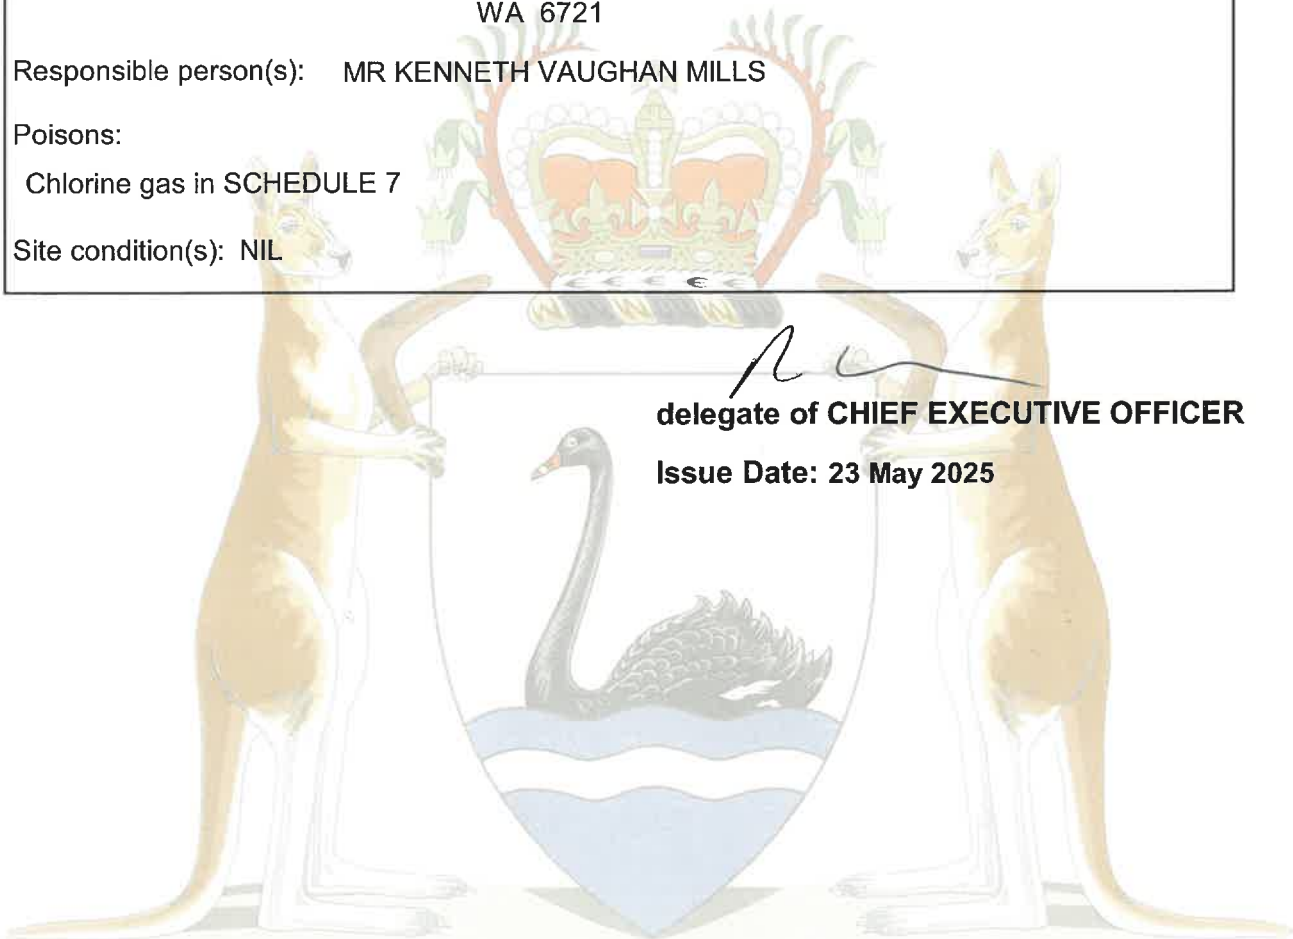 WA 6721
Responsible person(s): MR KENNETH VAUGHAN MILLS
Poisons:
Chlorine gas in SCHEDULE 7
Site condition(s): NIL
delegate of CHIEF EXECUTIVE OFFICER
Issue Date: 23 May 2025